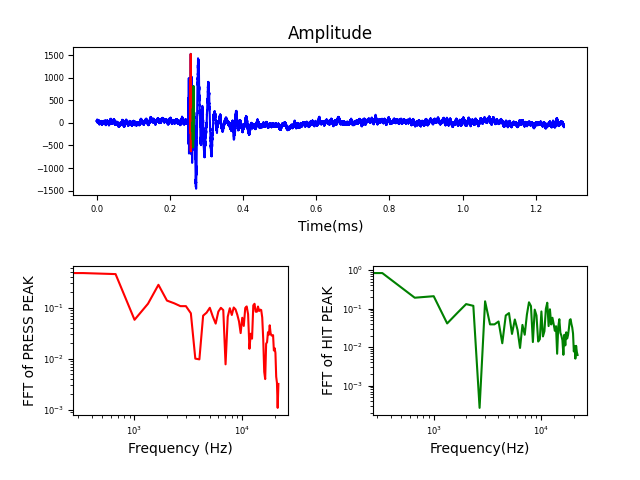 Amplitude
1500
1000
500
0
−500
−1000
−1500
0.0 0.2 0.4 0.6 0.8 1.0 1.2
Time(ms)
FFT of PRESS PEAK
10⁻¹
10⁻²
10⁻³
10³ 10⁴
Frequency (Hz)
FFT of HIT PEAK
10⁰
10⁻¹
10⁻²
10⁻³
10³ 10⁴
Frequency(Hz)